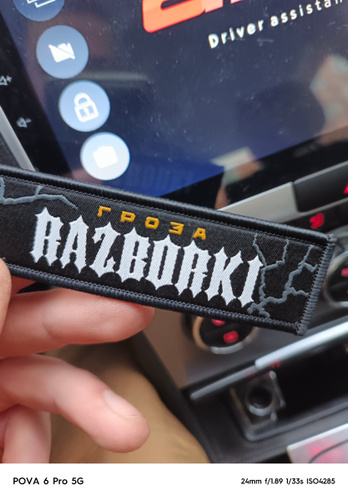 Driver assistan
ГРОЗА
RAZBORKI
POVA 6 Pro 5G
24mm f/1.89 1/33s ISO4285